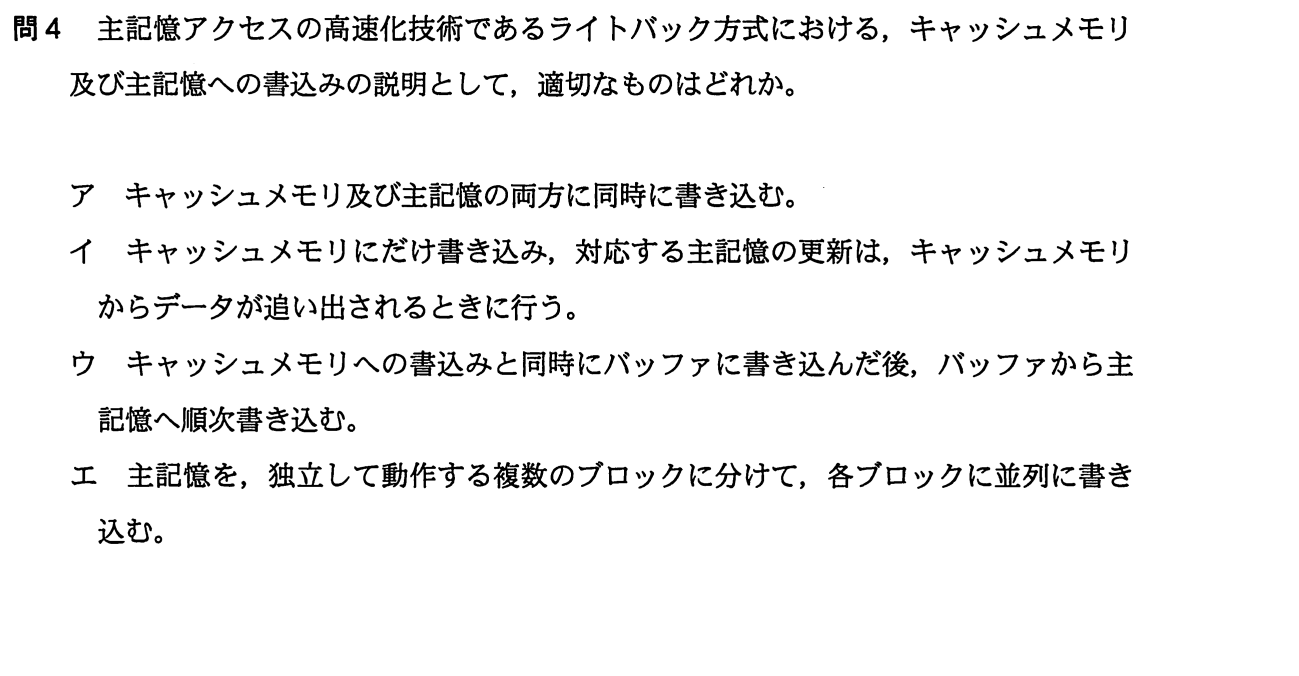 問4　主記憶アクセスの高速化技術であるライトバック方式における，キャッシュメモリ
及び主記憶への書込みの説明として，適切なものはどれか。
ア　キャッシュメモリ及び主記憶の両方に同時に書き込む。
イ　キャッシュメモリにだけ書き込み，対応する主記憶の更新は，キャッシュメモリ
からデータが追い出されるときに行う。
ウ　キャッシュメモリへの書込みと同時にバッファに書き込んだ後，バッファから主
記憶へ順次書き込む。
エ　主記憶を，独立して動作する複数のブロックに分けて，各ブロックに並列に書き
込む。